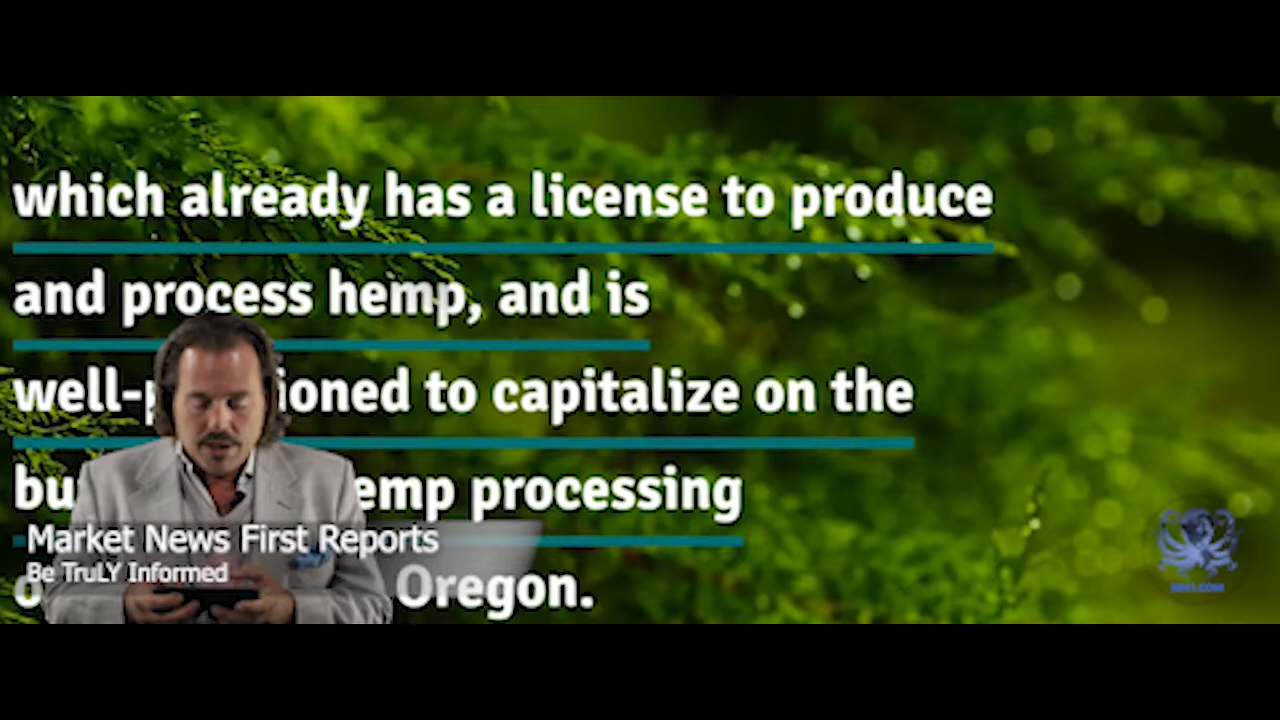 which already has a license to produce
and process hemp, and is
well-p ioned to capitalize on the
bu emp processing
Market News First Reports
Be TruLY Informed
o Oregon.